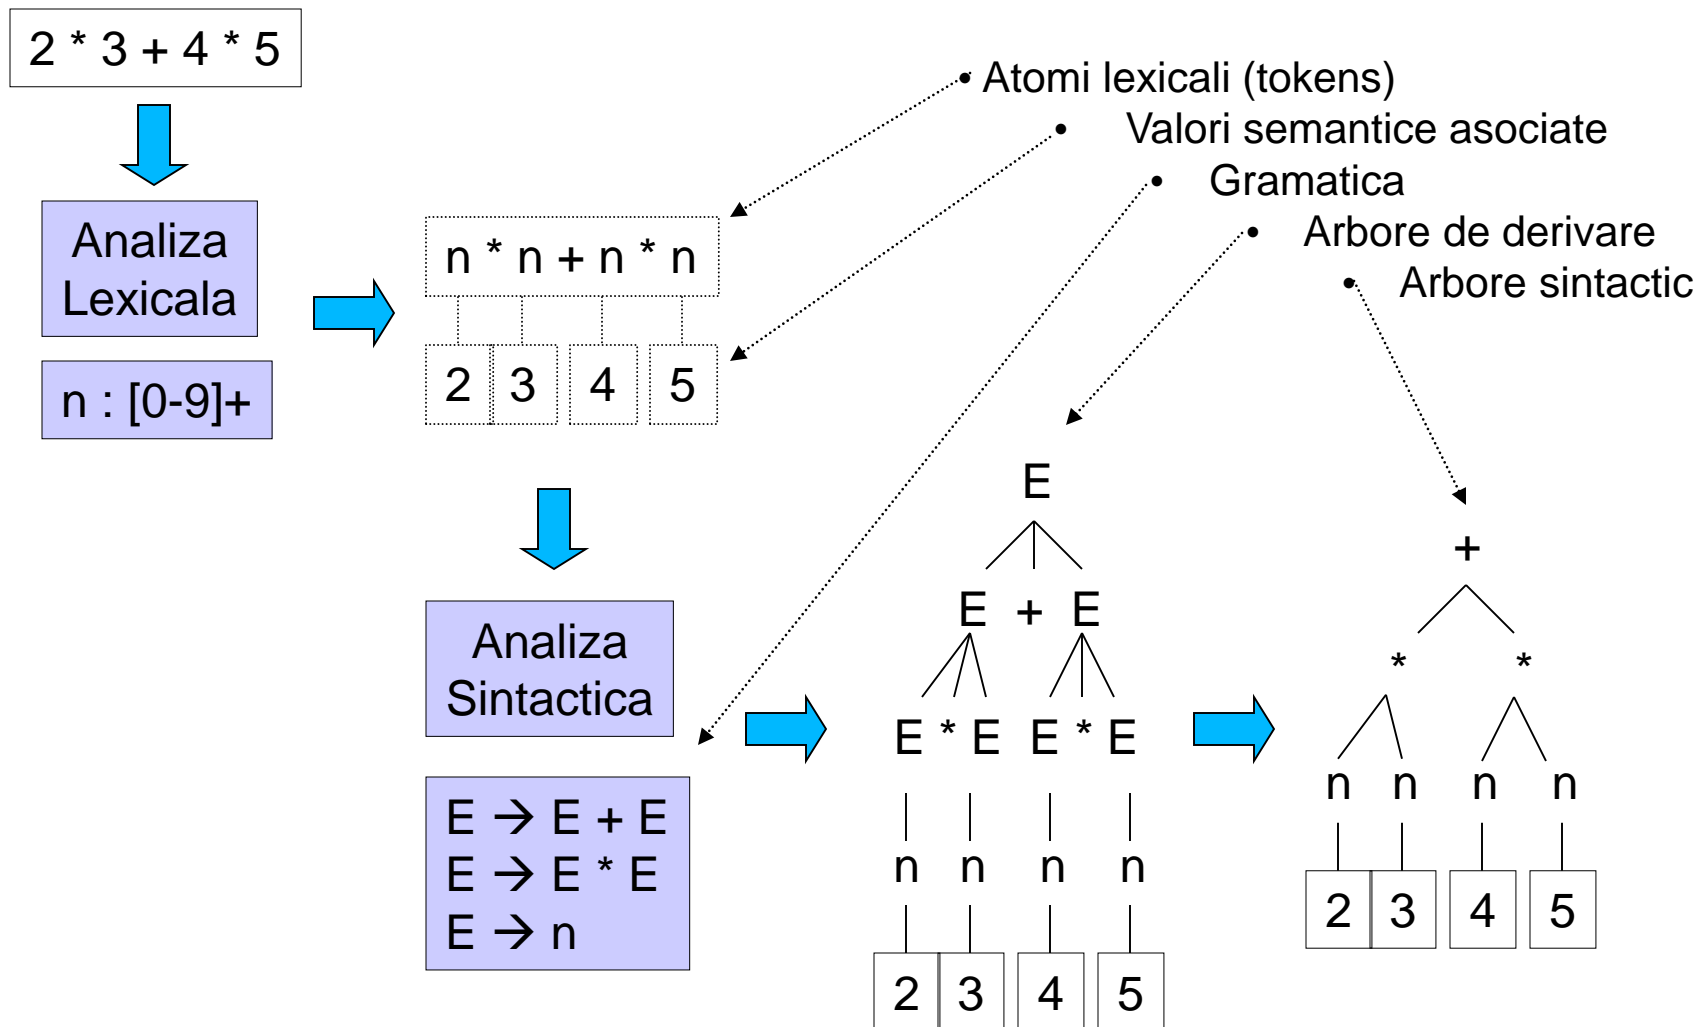 2 * 3 + 4 * 5
• Atomi lexicali (tokens)
• Valori semantice asociate
• Gramatica
• Arbore de derivare
• Arbore sintactic
Analiza
Lexicala
n : [0-9]+
n * n + n * n
2 3 4 5
Analiza
Sintactica
E → E + E
E → E * E
E → n
E
E + E
E * E E * E
n n n n
2 3 4 5
+
* *
n n n n
2 3 4 5